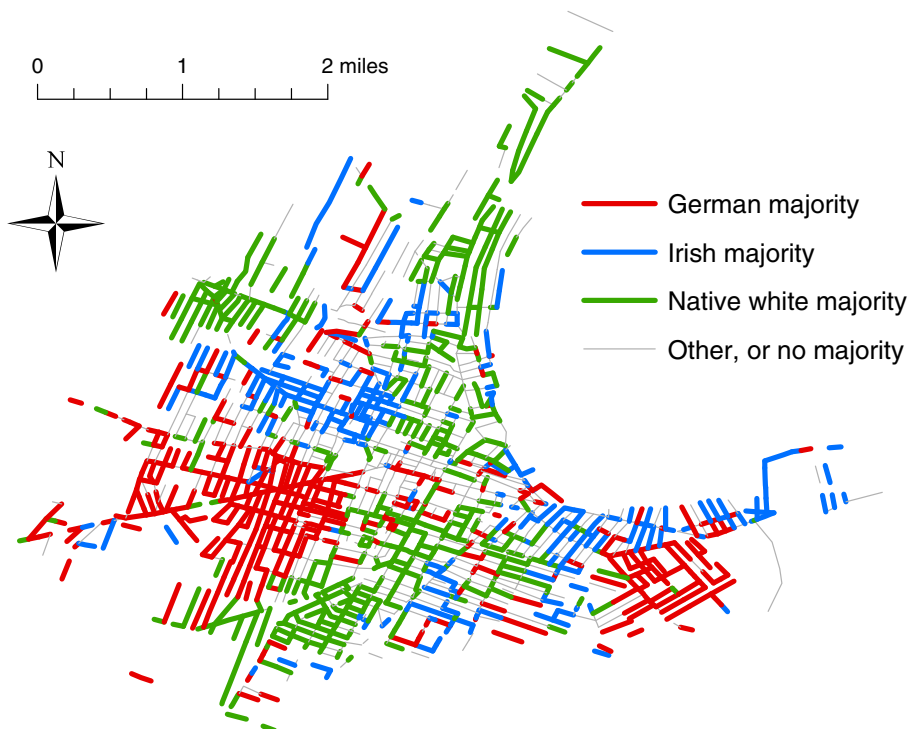 0 1 2 miles
N
German majority
Irish majority
Native white majority
Other, or no majority